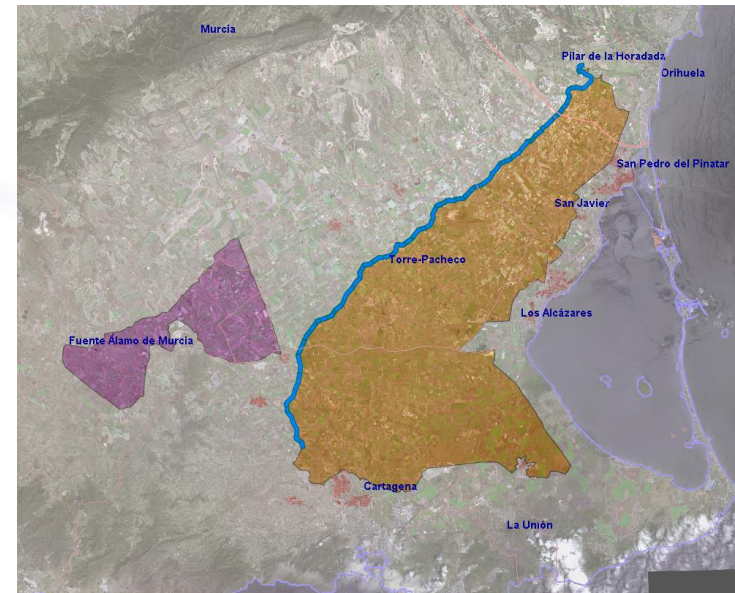 Murcia
Pilar de la Horadada
Orihuela
San Pedro del Pinatar
San Javier
Torre-Pacheco
Los Alcázares
Fuente Álamo de Murcia
Cartagena
La Unión